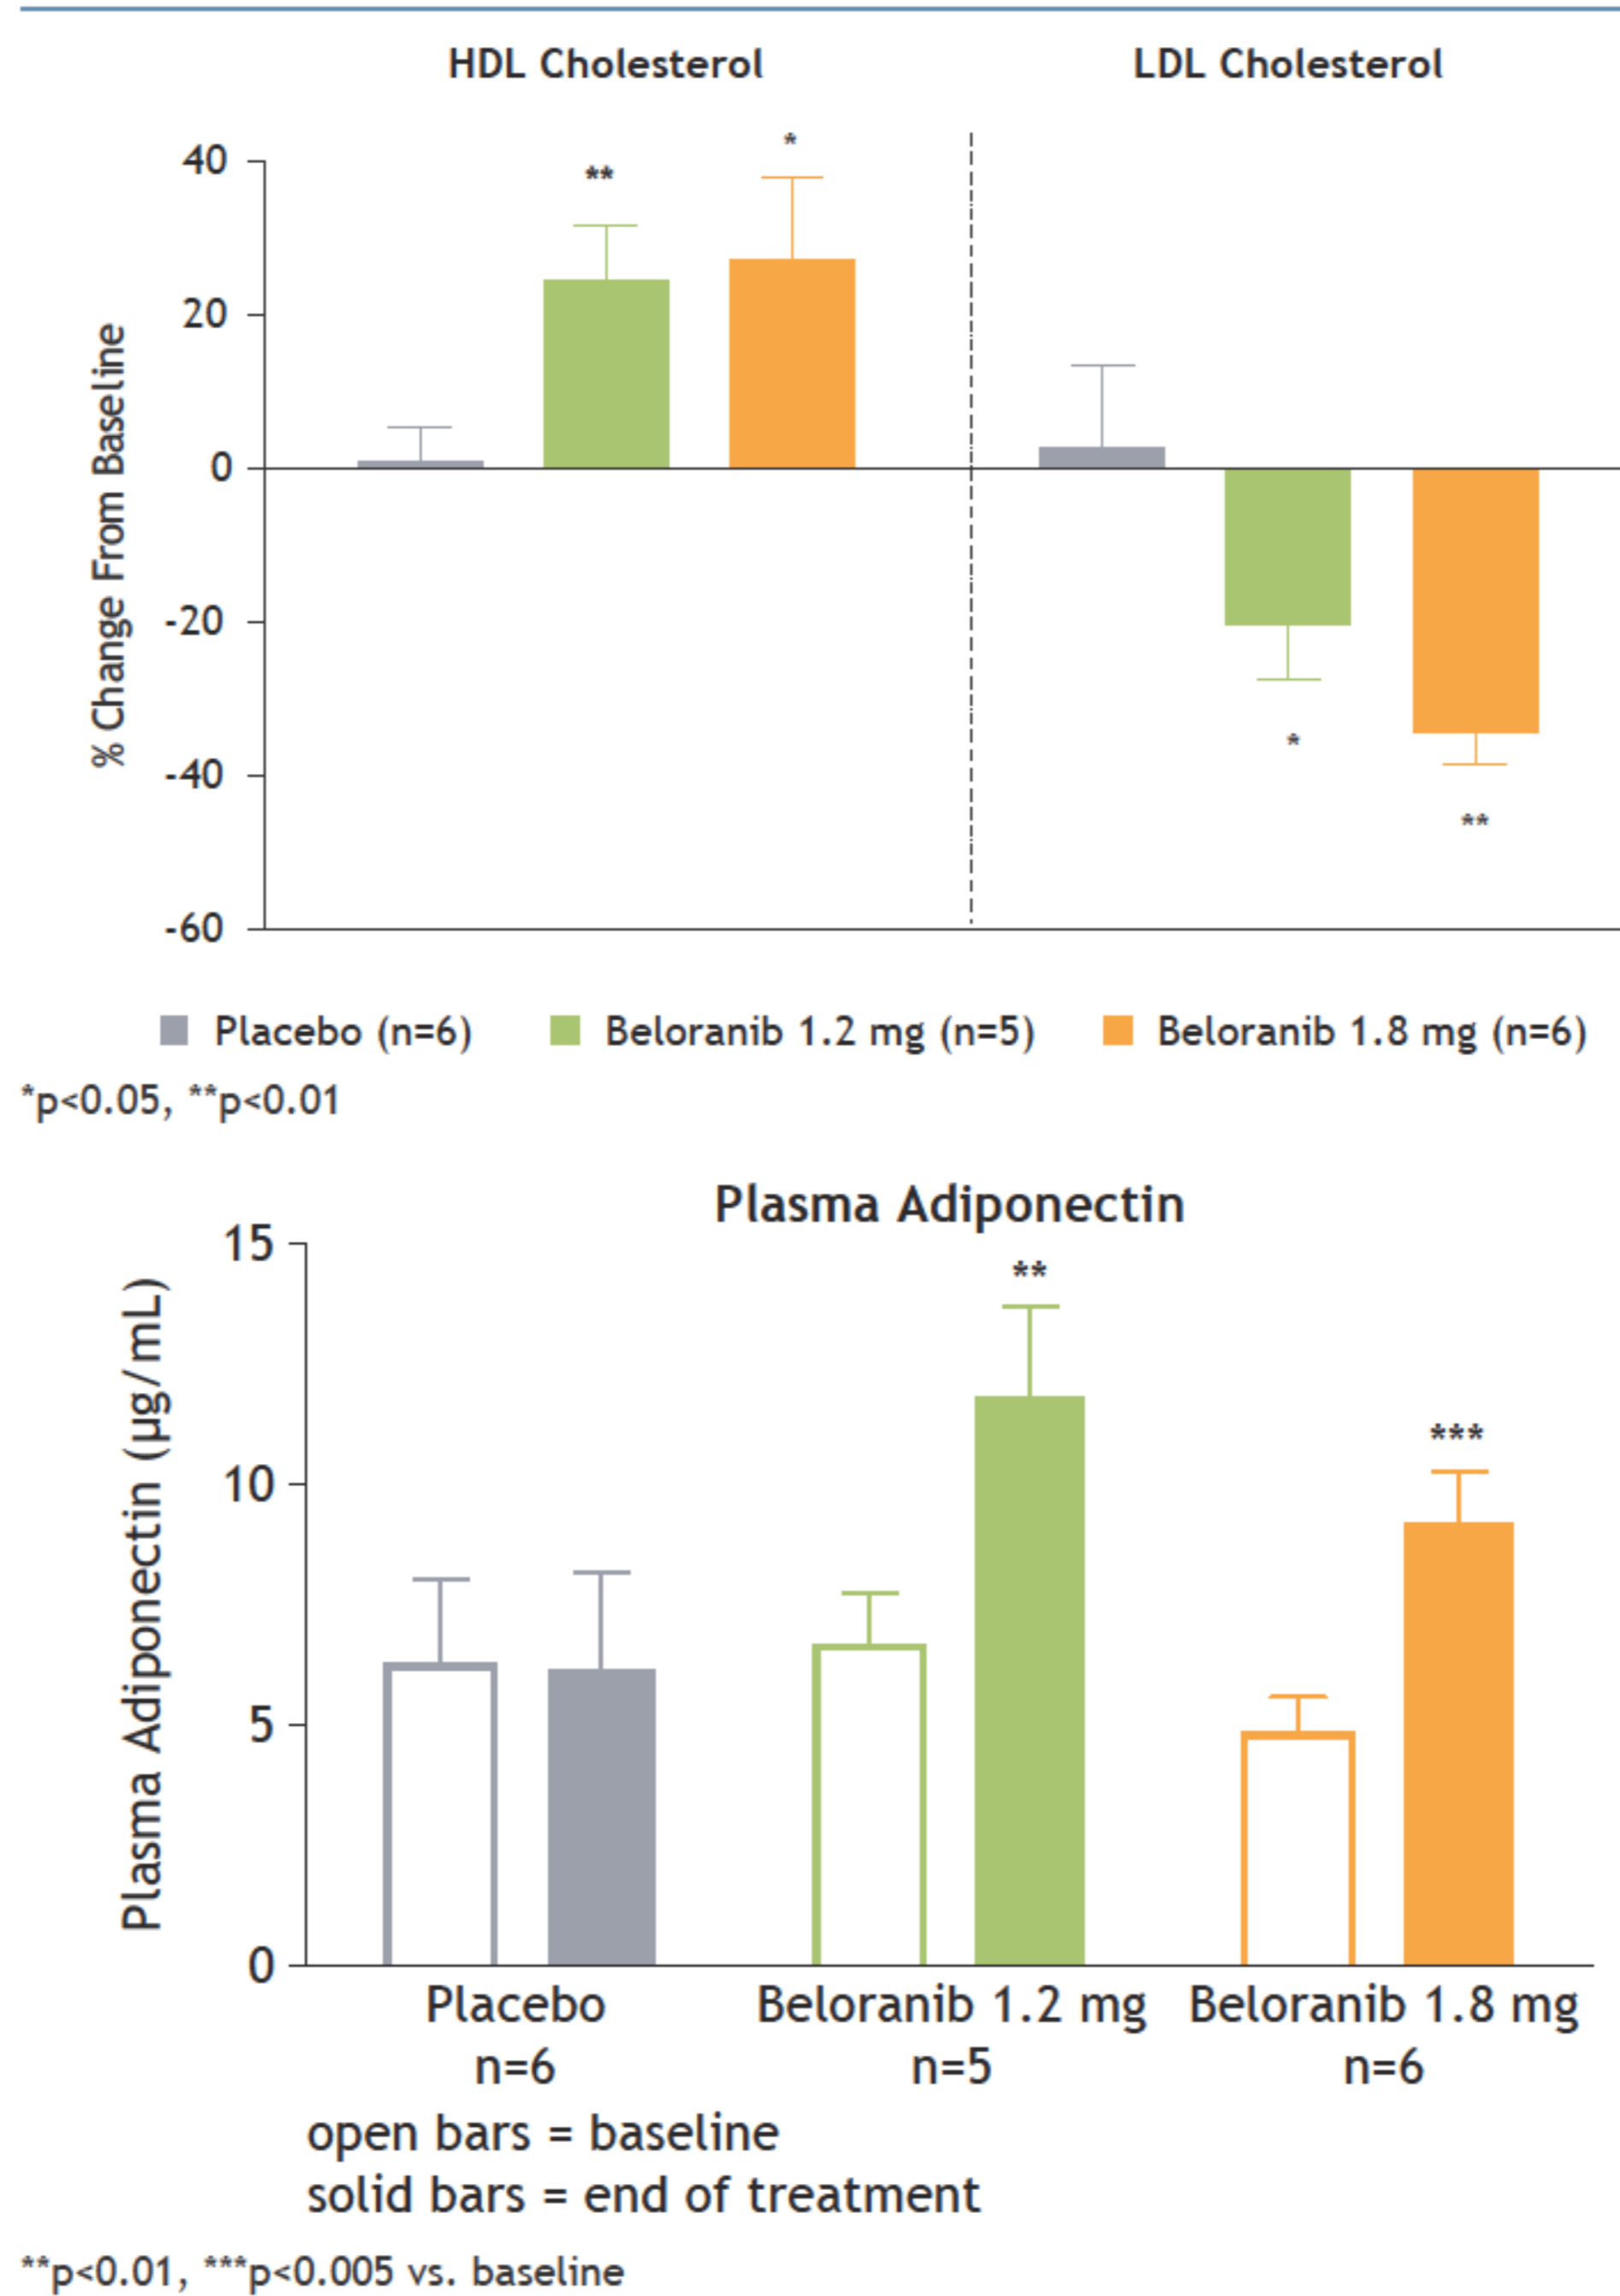 HDL Cholesterol
LDL Cholesterol
**
*
40
20
0
-20
-40
-60
% Change From Baseline
*
**
Placebo (n=6)
Beloranib 1.2 mg (n=5)
Beloranib 1.8 mg (n=6)
*p<0.05, **p<0.01
Plasma Adiponectin
15
10
5
0
Plasma Adiponectin (µg/mL)
**
***
Placebo
n=6
Beloranib 1.2 mg
n=5
Beloranib 1.8 mg
n=6
open bars = baseline
solid bars = end of treatment
**p<0.01, ***p<0.005 vs. baseline